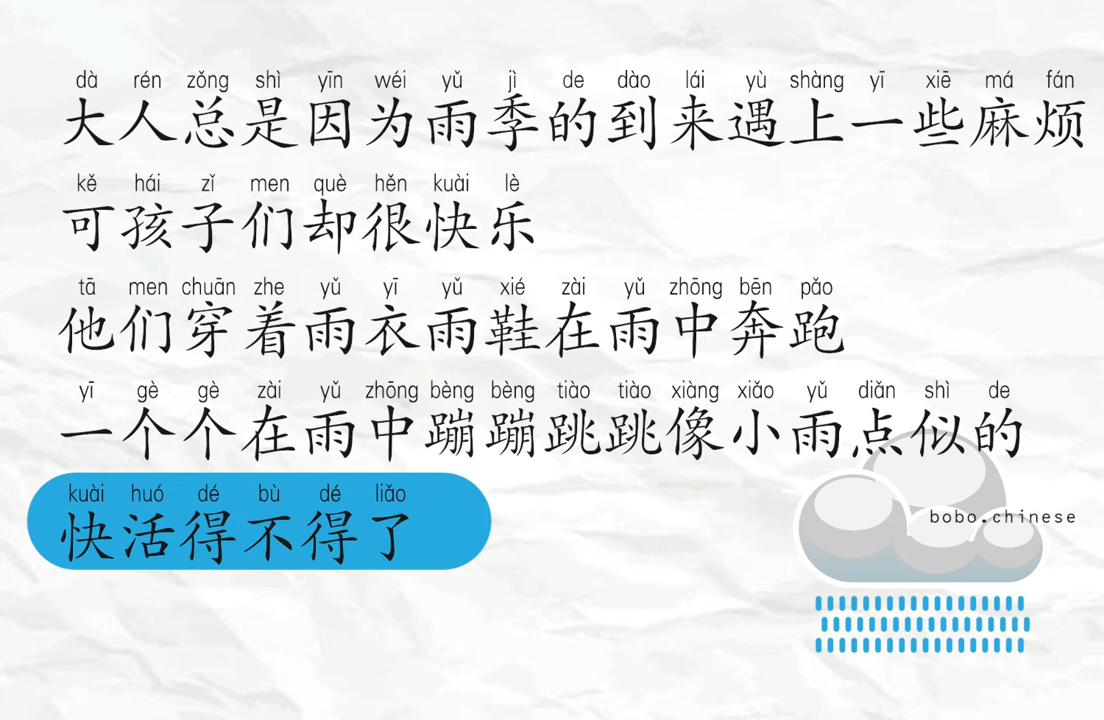 dà rén zǒng shì yīn wéi yǔ jì de dào lái yù shàng yī xiē má fán
大人总是因为雨季的到来遇上一些麻烦
kě hái zǐ men què hěn kuài lè
可孩子们却很快乐
tā men chuān zhe yǔ yī yǔ xié zài yǔ zhōng bēn pǎo
他们穿着雨衣雨鞋在雨中奔跑
yī gè gè zài yǔ zhōng bèng bèng tiào tiào xiàng xiǎo yǔ diǎn shì de
一个个在雨中蹦蹦跳跳像小雨点似的
kuài huó dé bù dé liǎo
快活得不得了
bobo.chinese